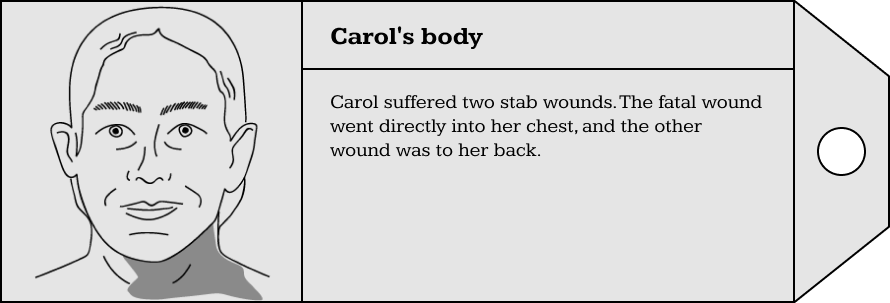 Carol's body
Carol suffered two stab wounds. The fatal wound
went directly into her chest, and the other
wound was to her back.